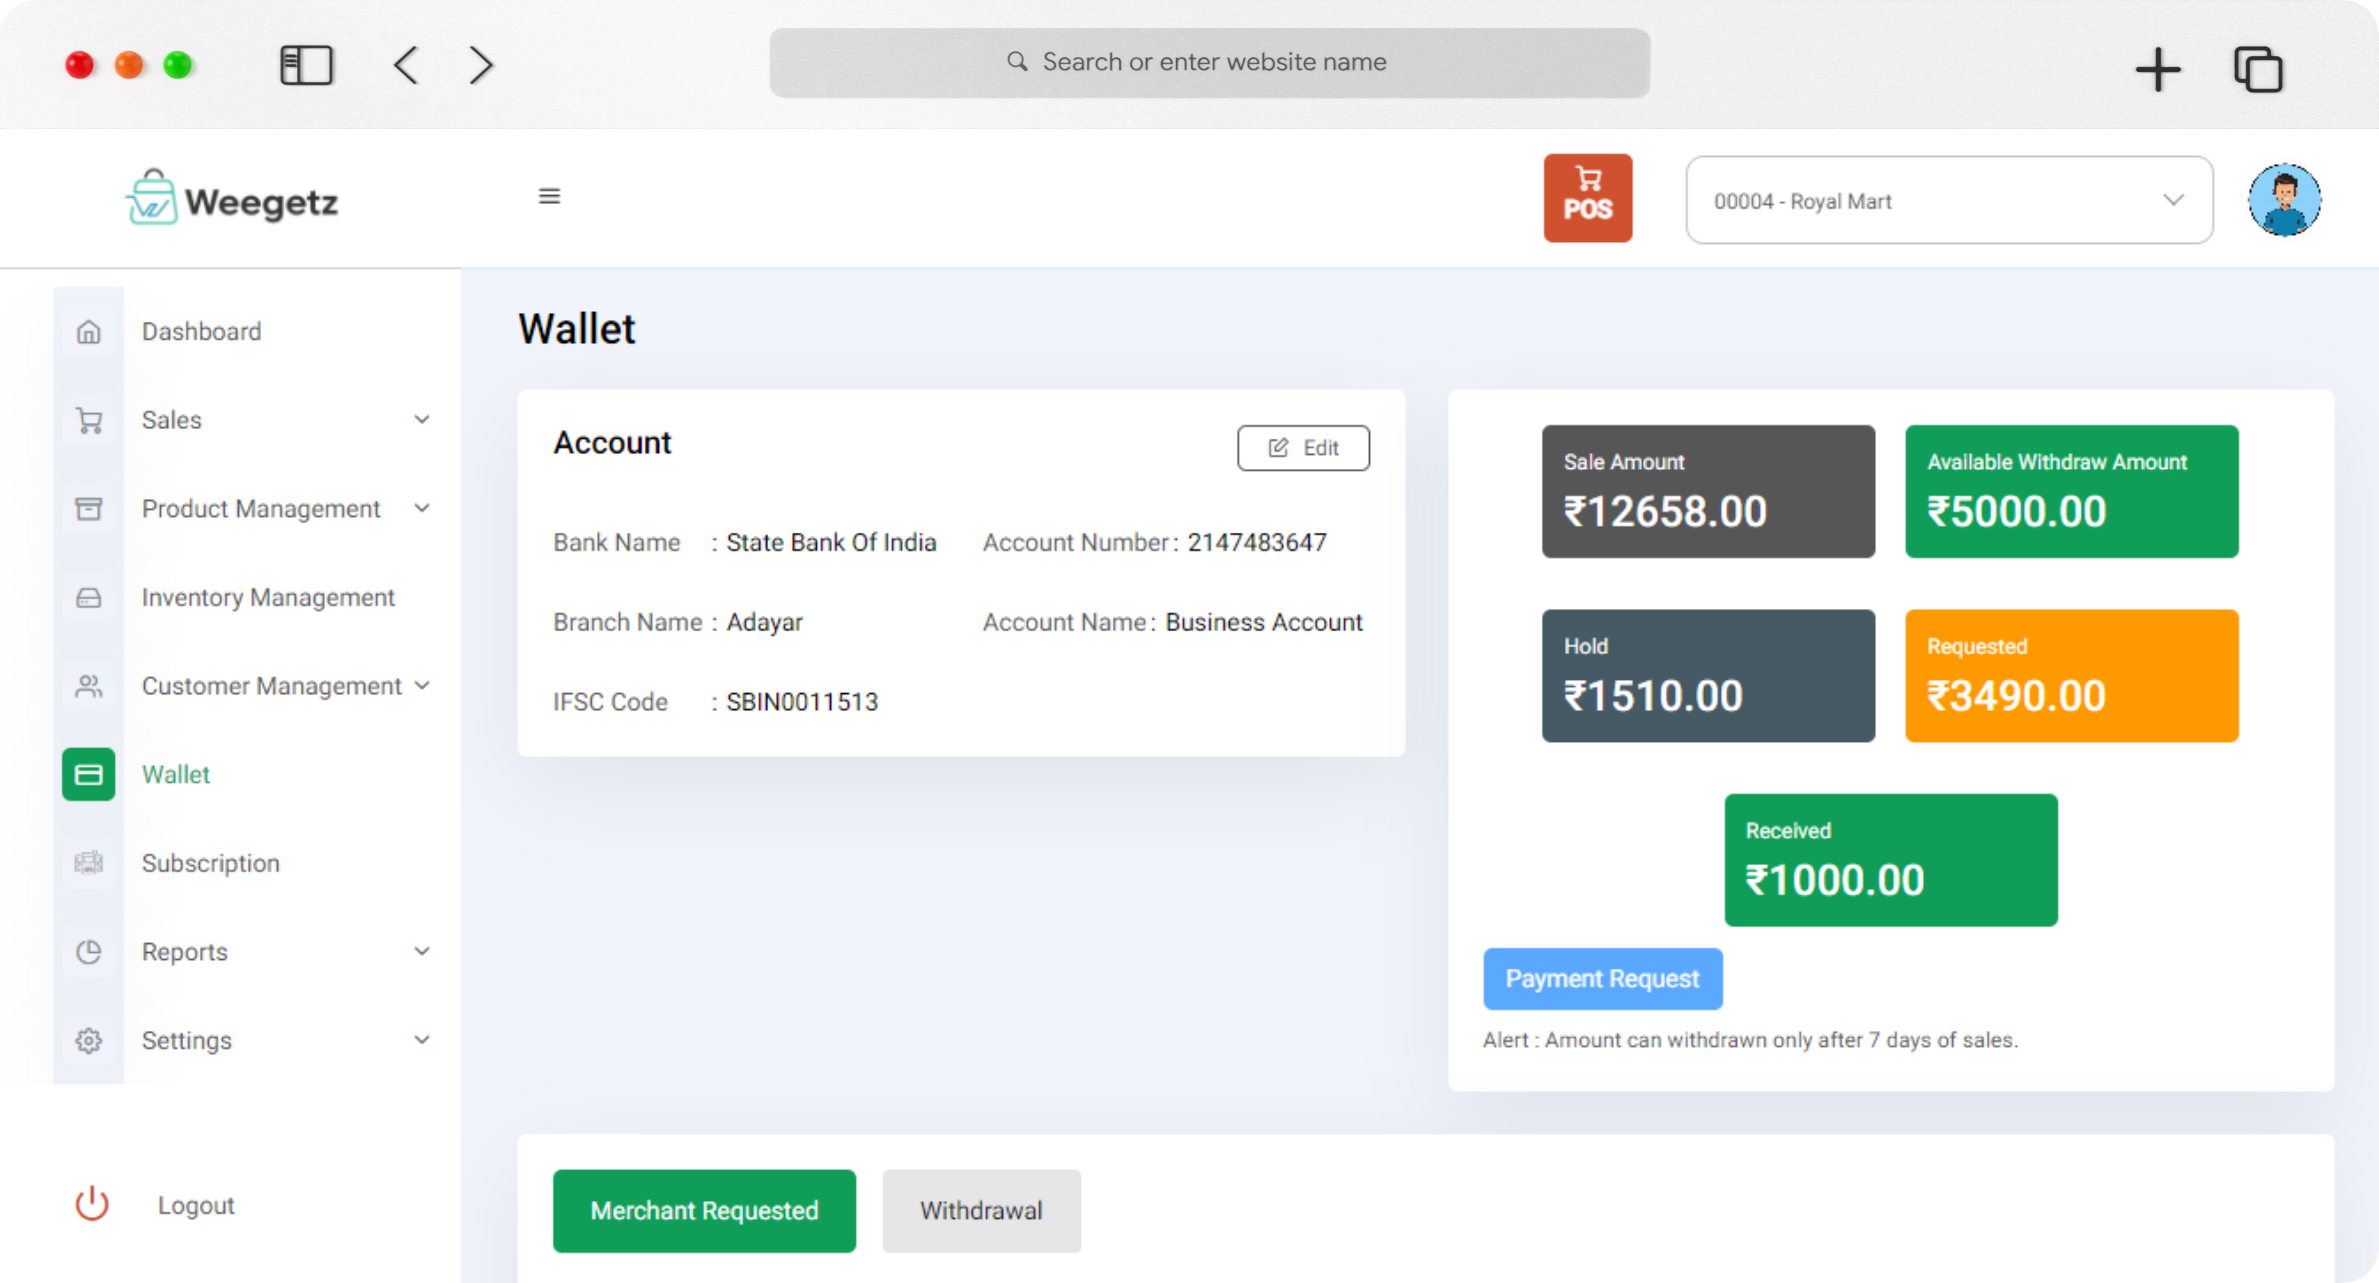 Search or enter website name
Weegetz
POS
00004 - Royal Mart
Dashboard
Sales
Product Management
Inventory Management
Customer Management
Wallet
Subscription
Reports
Settings
Logout
Wallet
Account
Edit
Bank Name : State Bank Of India
Account Number : 2147483647
Branch Name : Adayar
Account Name : Business Account
IFSC Code : SBIN0011513
Sale Amount
₹12658.00
Available Withdraw Amount
₹5000.00
Hold
₹1510.00
Requested
₹3490.00
Received
₹1000.00
Payment Request
Alert : Amount can withdrawn only after 7 days of sales.
Merchant Requested
Withdrawal